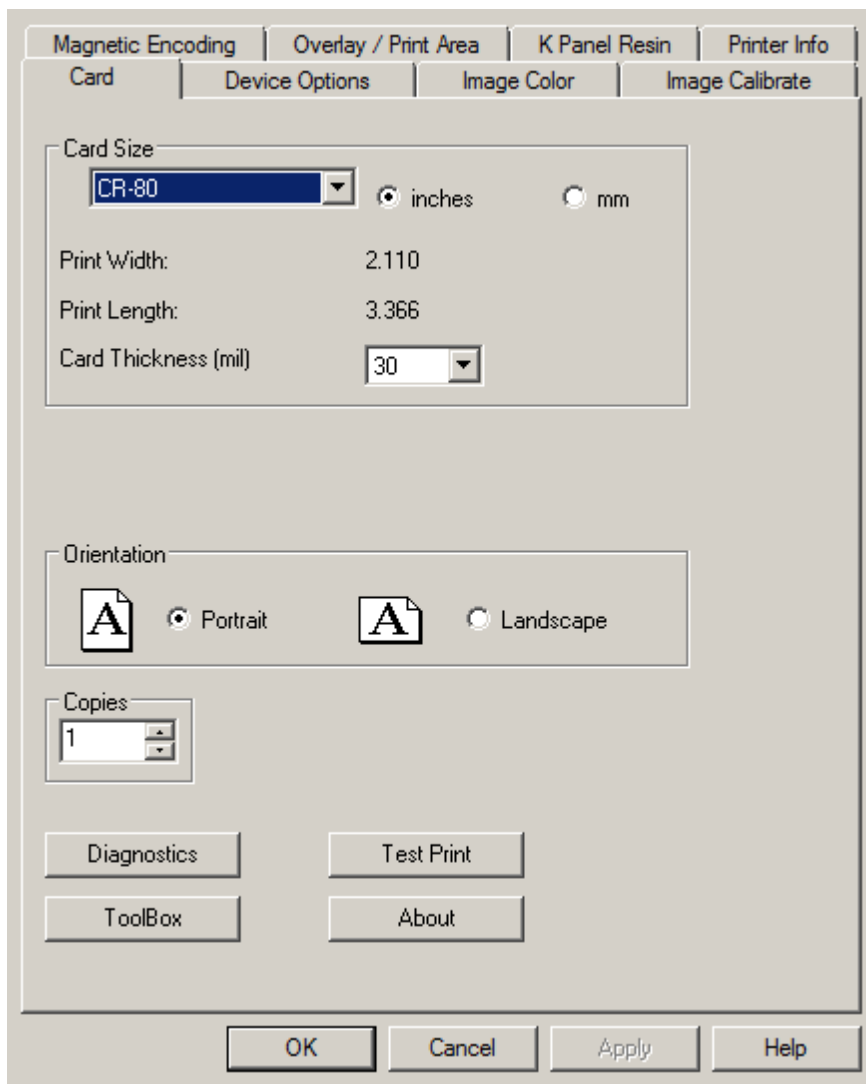 Magnetic Encoding Overlay / Print Area K Panel Resin Printer Info
Card Device Options Image Color Image Calibrate
Card Size
CR-80 inches mm
Print Width: 2.110
Print Length: 3.366
Card Thickness (mil) 30
Orientation
A Portrait A Landscape
Copies
1
Diagnostics Test Print
ToolBox About
OK Cancel Apply Help